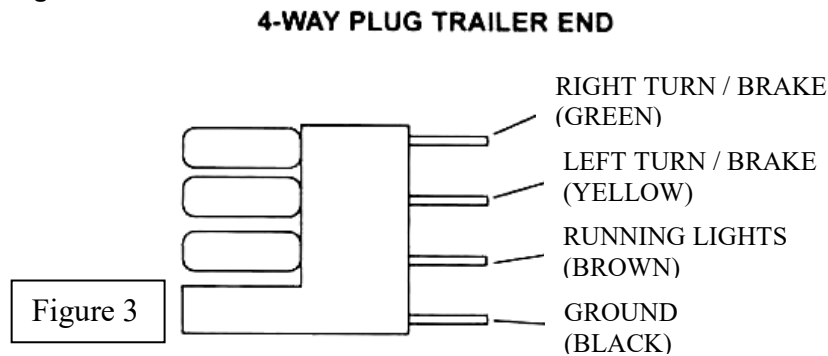 4-WAY PLUG TRAILER END
RIGHT TURN / BRAKE
(GREEN)
LEFT TURN / BRAKE
(YELLOW)
RUNNING LIGHTS
(BROWN)
GROUND
(BLACK)
Figure 3